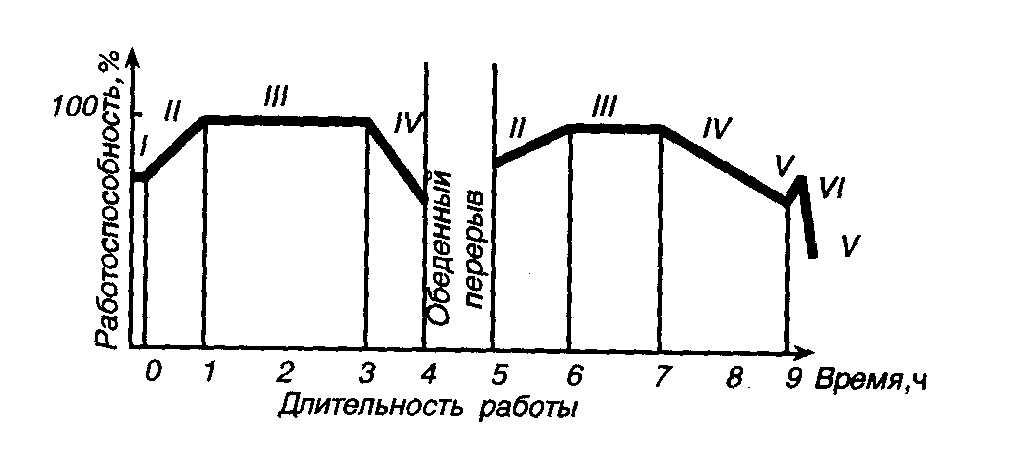 Работоспособность, %
100
I
II
III
IV
Обеденный
перерыв
II
III
IV
V
VI
V
0 1 2 3 4 5 6 7 8 9 Время, ч
Длительность работы